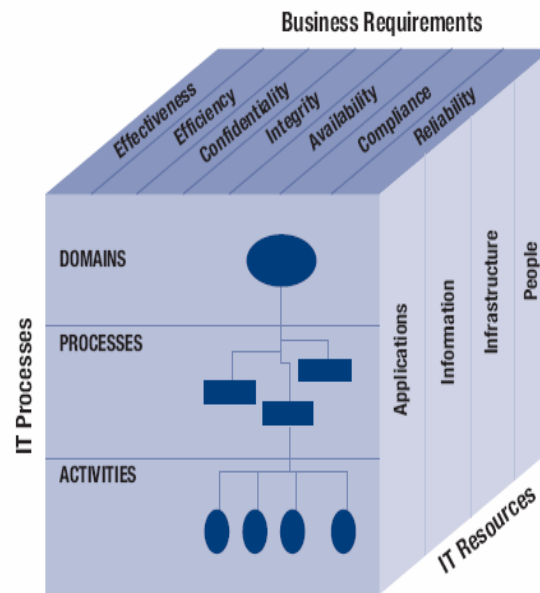 Business Requirements
Effectiveness
Efficiency
Confidentiality
Integrity
Availability
Compliance
Reliability
IT Processes
DOMAINS
PROCESSES
ACTIVITIES
Applications
Information
Infrastructure
People
IT Resources